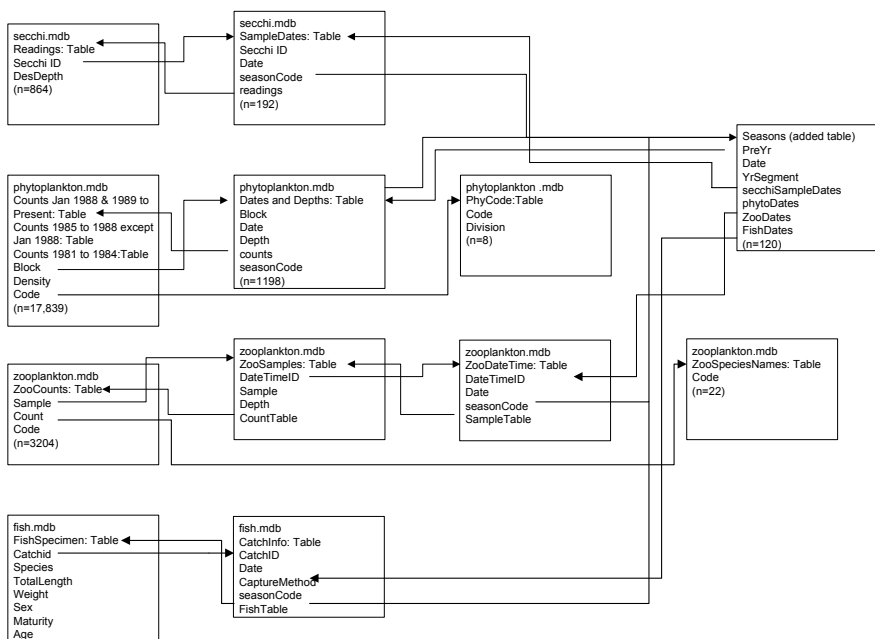 secchi.mdb
Readings: Table
Secchi ID
DesDepth
(n=864)
secchi.mdb
SampleDates: Table
Secchi ID
Date
seasonCode
readings
(n=192)
Seasons (added table)
PreYr
Date
YrSegment
secchiSampleDates
phytoDates
ZooDates
FishDates
(n=120)
phytoplankton.mdb
Counts Jan 1988 & 1989 to
Present: Table
Counts 1985 to 1988 except
Jan 1988: Table
Counts 1981 to 1984:Table
Block
Density
Code
(n=17,839)
phytoplankton.mdb
Dates and Depths: Table
Block
Date
Depth
counts
seasonCode
(n=1198)
phytoplankton .mdb
PhyCode:Table
Code
Division
(n=8)
zooplankton.mdb
ZooCounts: Table
Sample
Count
Code
(n=3204)
zooplankton.mdb
ZooSamples: Table
DateTimeID
Sample
Depth
CountTable
zooplankton.mdb
ZooDateTime: Table
DateTimeID
Date
seasonCode
SampleTable
zooplankton.mdb
ZooSpeciesNames: Table
Code
(n=22)
fish.mdb
FishSpecimen: Table
Catchid
Species
TotalLength
Weight
Sex
Maturity
Age
fish.mdb
CatchInfo: Table
CatchID
Date
CaptureMethod
seasonCode
FishTable